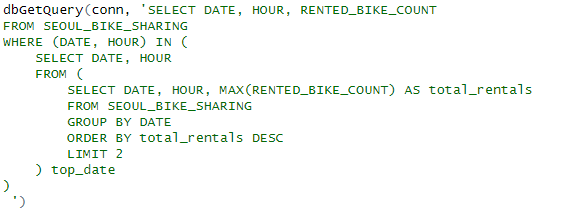 dbGetQuery(conn, 'SELECT DATE, HOUR, RENTED_BIKE_COUNT
FROM SEOUL_BIKE_SHARING
WHERE (DATE, HOUR) IN (
    SELECT DATE, HOUR
    FROM (
        SELECT DATE, HOUR, MAX(RENTED_BIKE_COUNT) AS total_rentals
        FROM SEOUL_BIKE_SHARING
        GROUP BY DATE
        ORDER BY total_rentals DESC
        LIMIT 2
    ) top_date
)
 ')